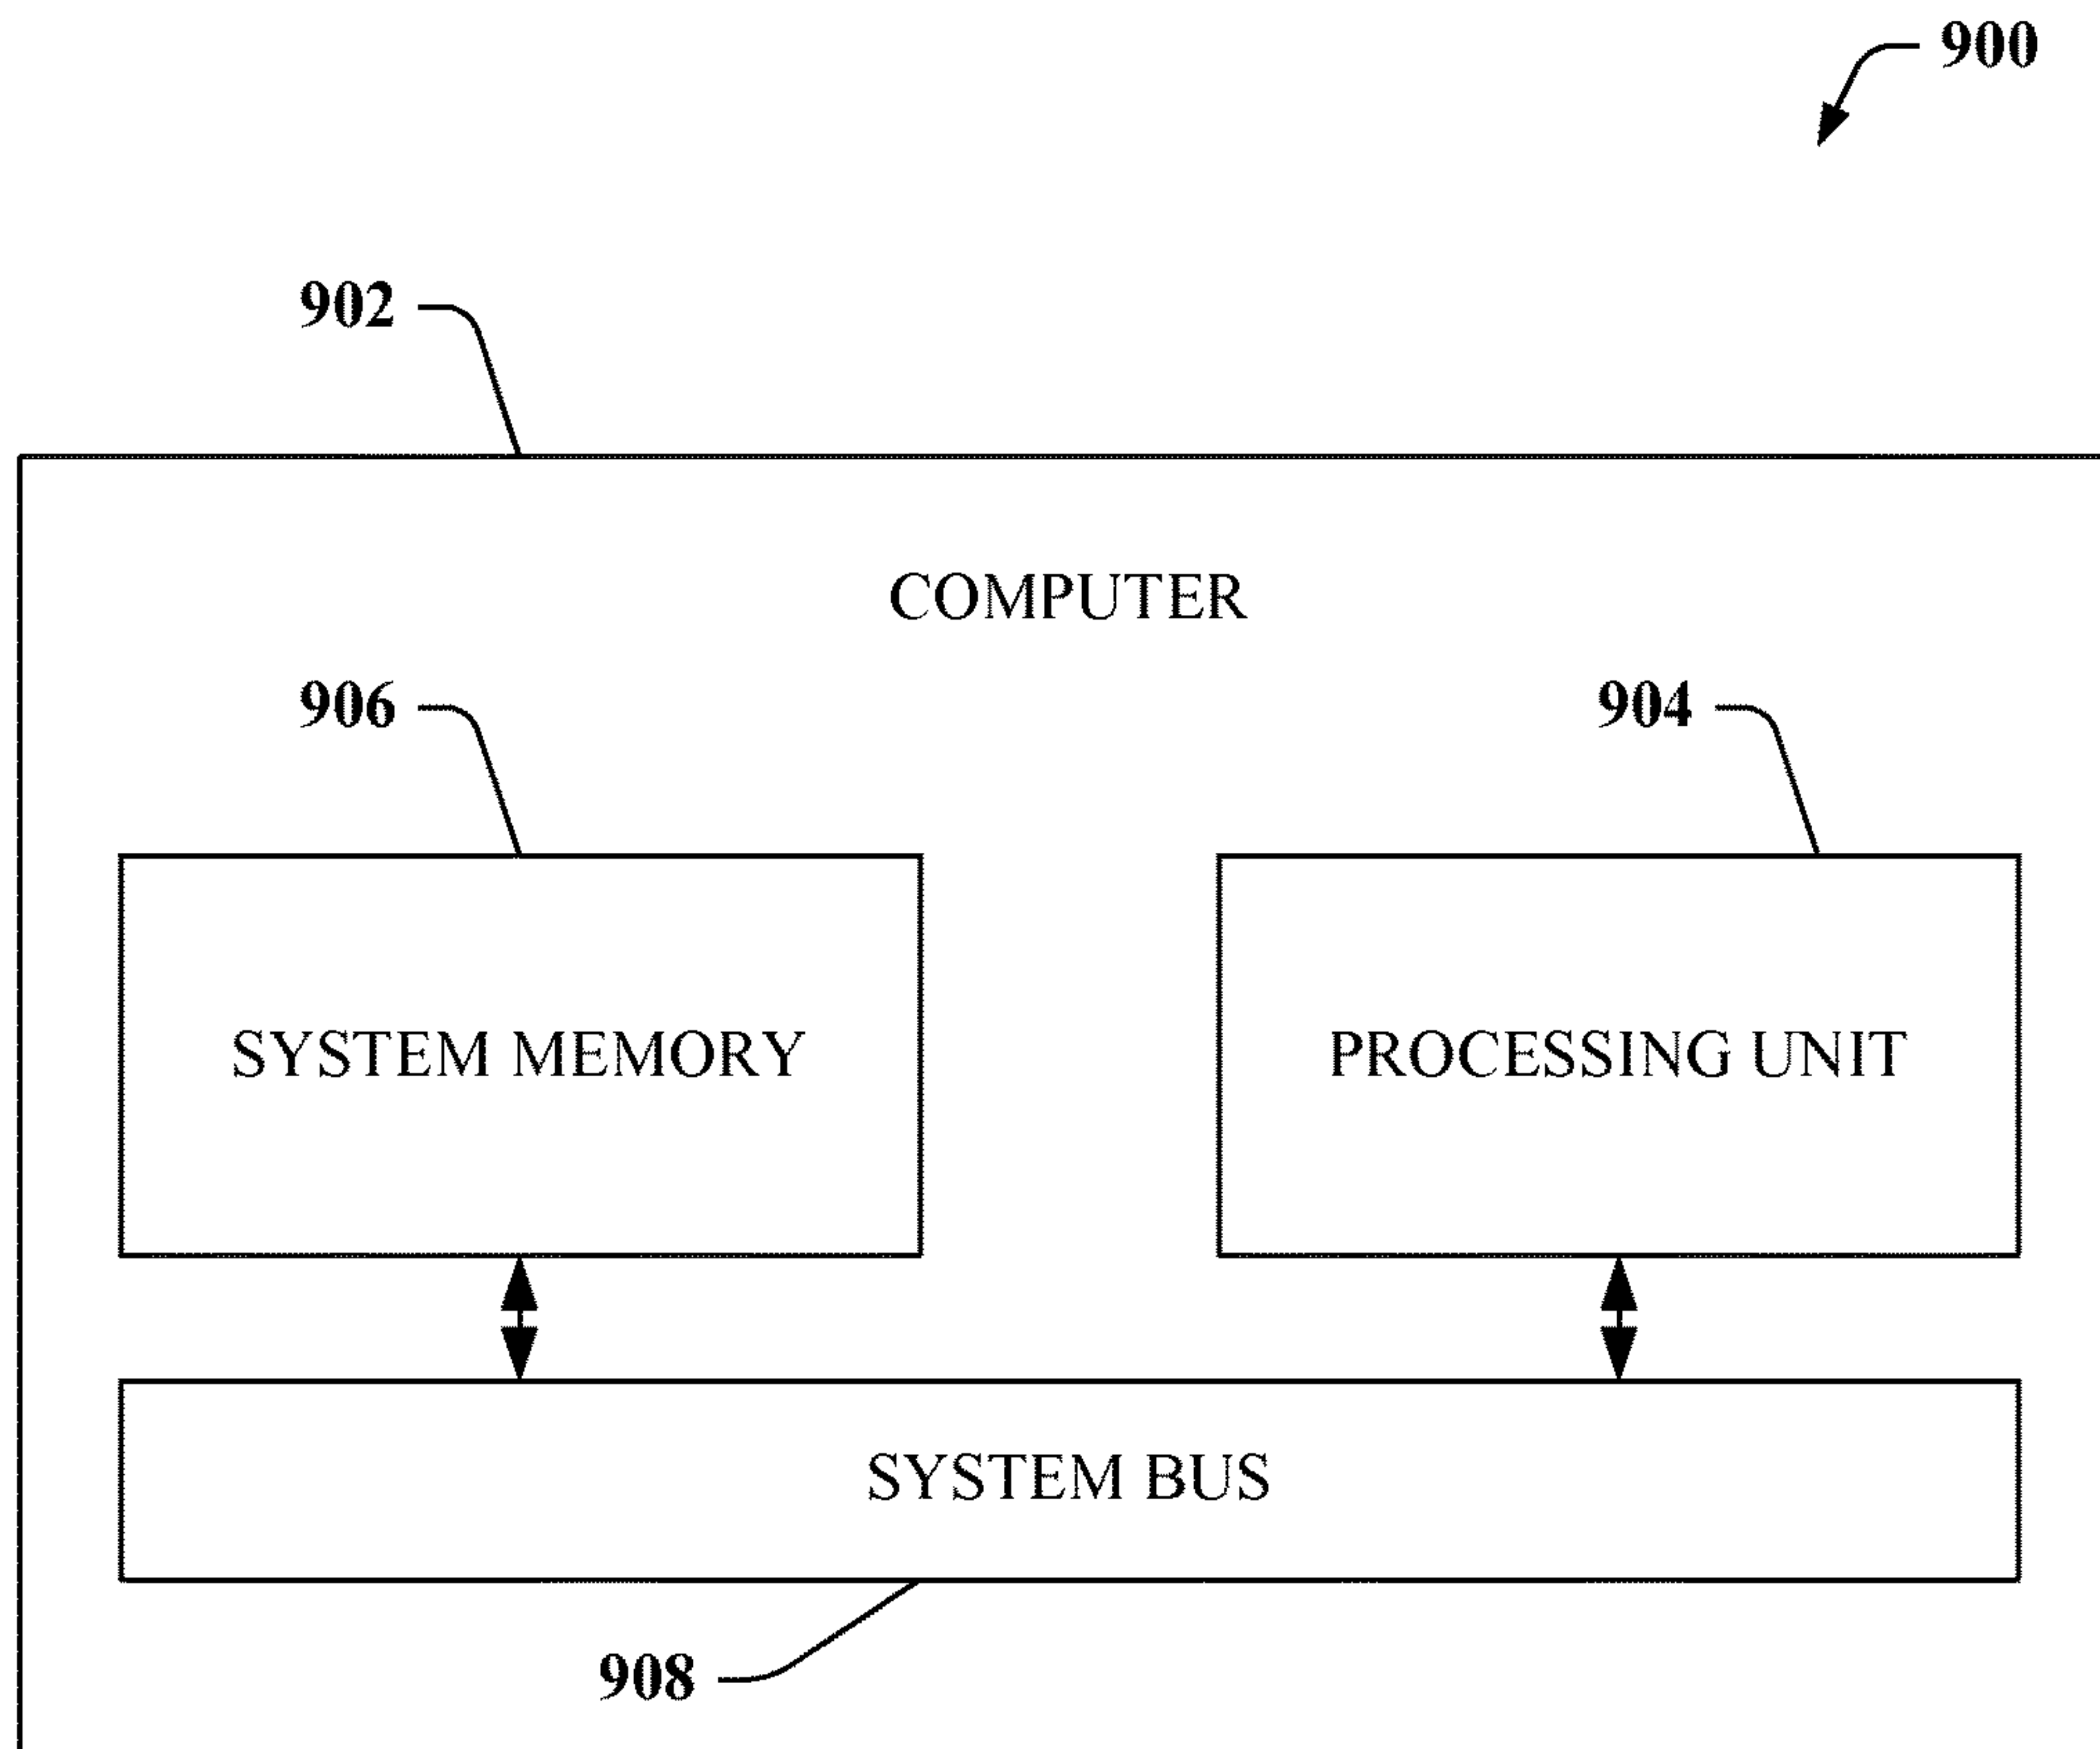 900
902
COMPUTER
906
904
SYSTEM MEMORY
PROCESSING UNIT
SYSTEM BUS
908